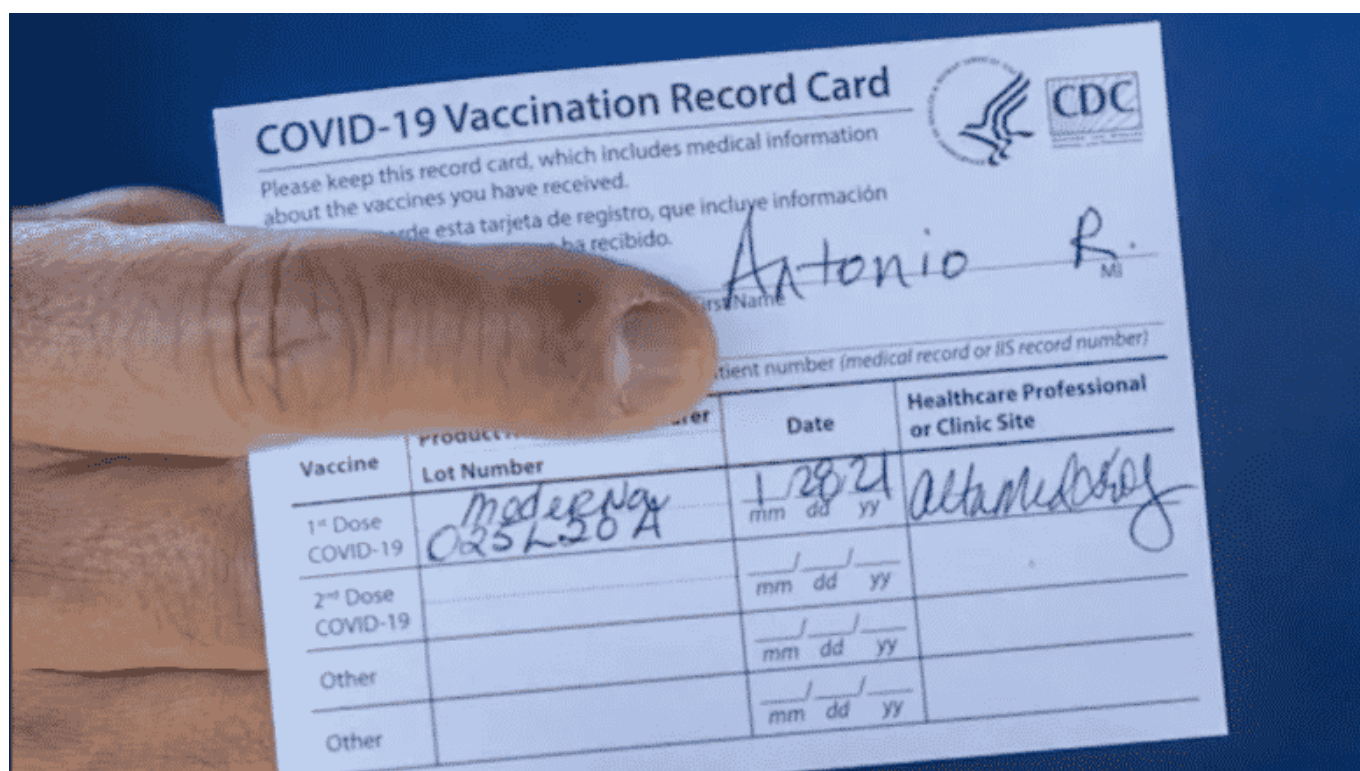 COVID-19 Vaccination Record Card
CDC
Please keep this record card, which includes medical information
about the vaccines you have received.
esta tarjeta de registro, que incluye información
ha recibido.
Antonio R.
First Name MI
number (medical record or IIS record number)
Vaccine
Lot Number
Date
Healthcare Professional
or Clinic Site
1st Dose
COVID-19
Moderna
025L20A
1 28 21
mm dd yy
2nd Dose
COVID-19
/ /
mm dd yy
Other
/ /
mm dd yy
Other
/ /
mm dd yy